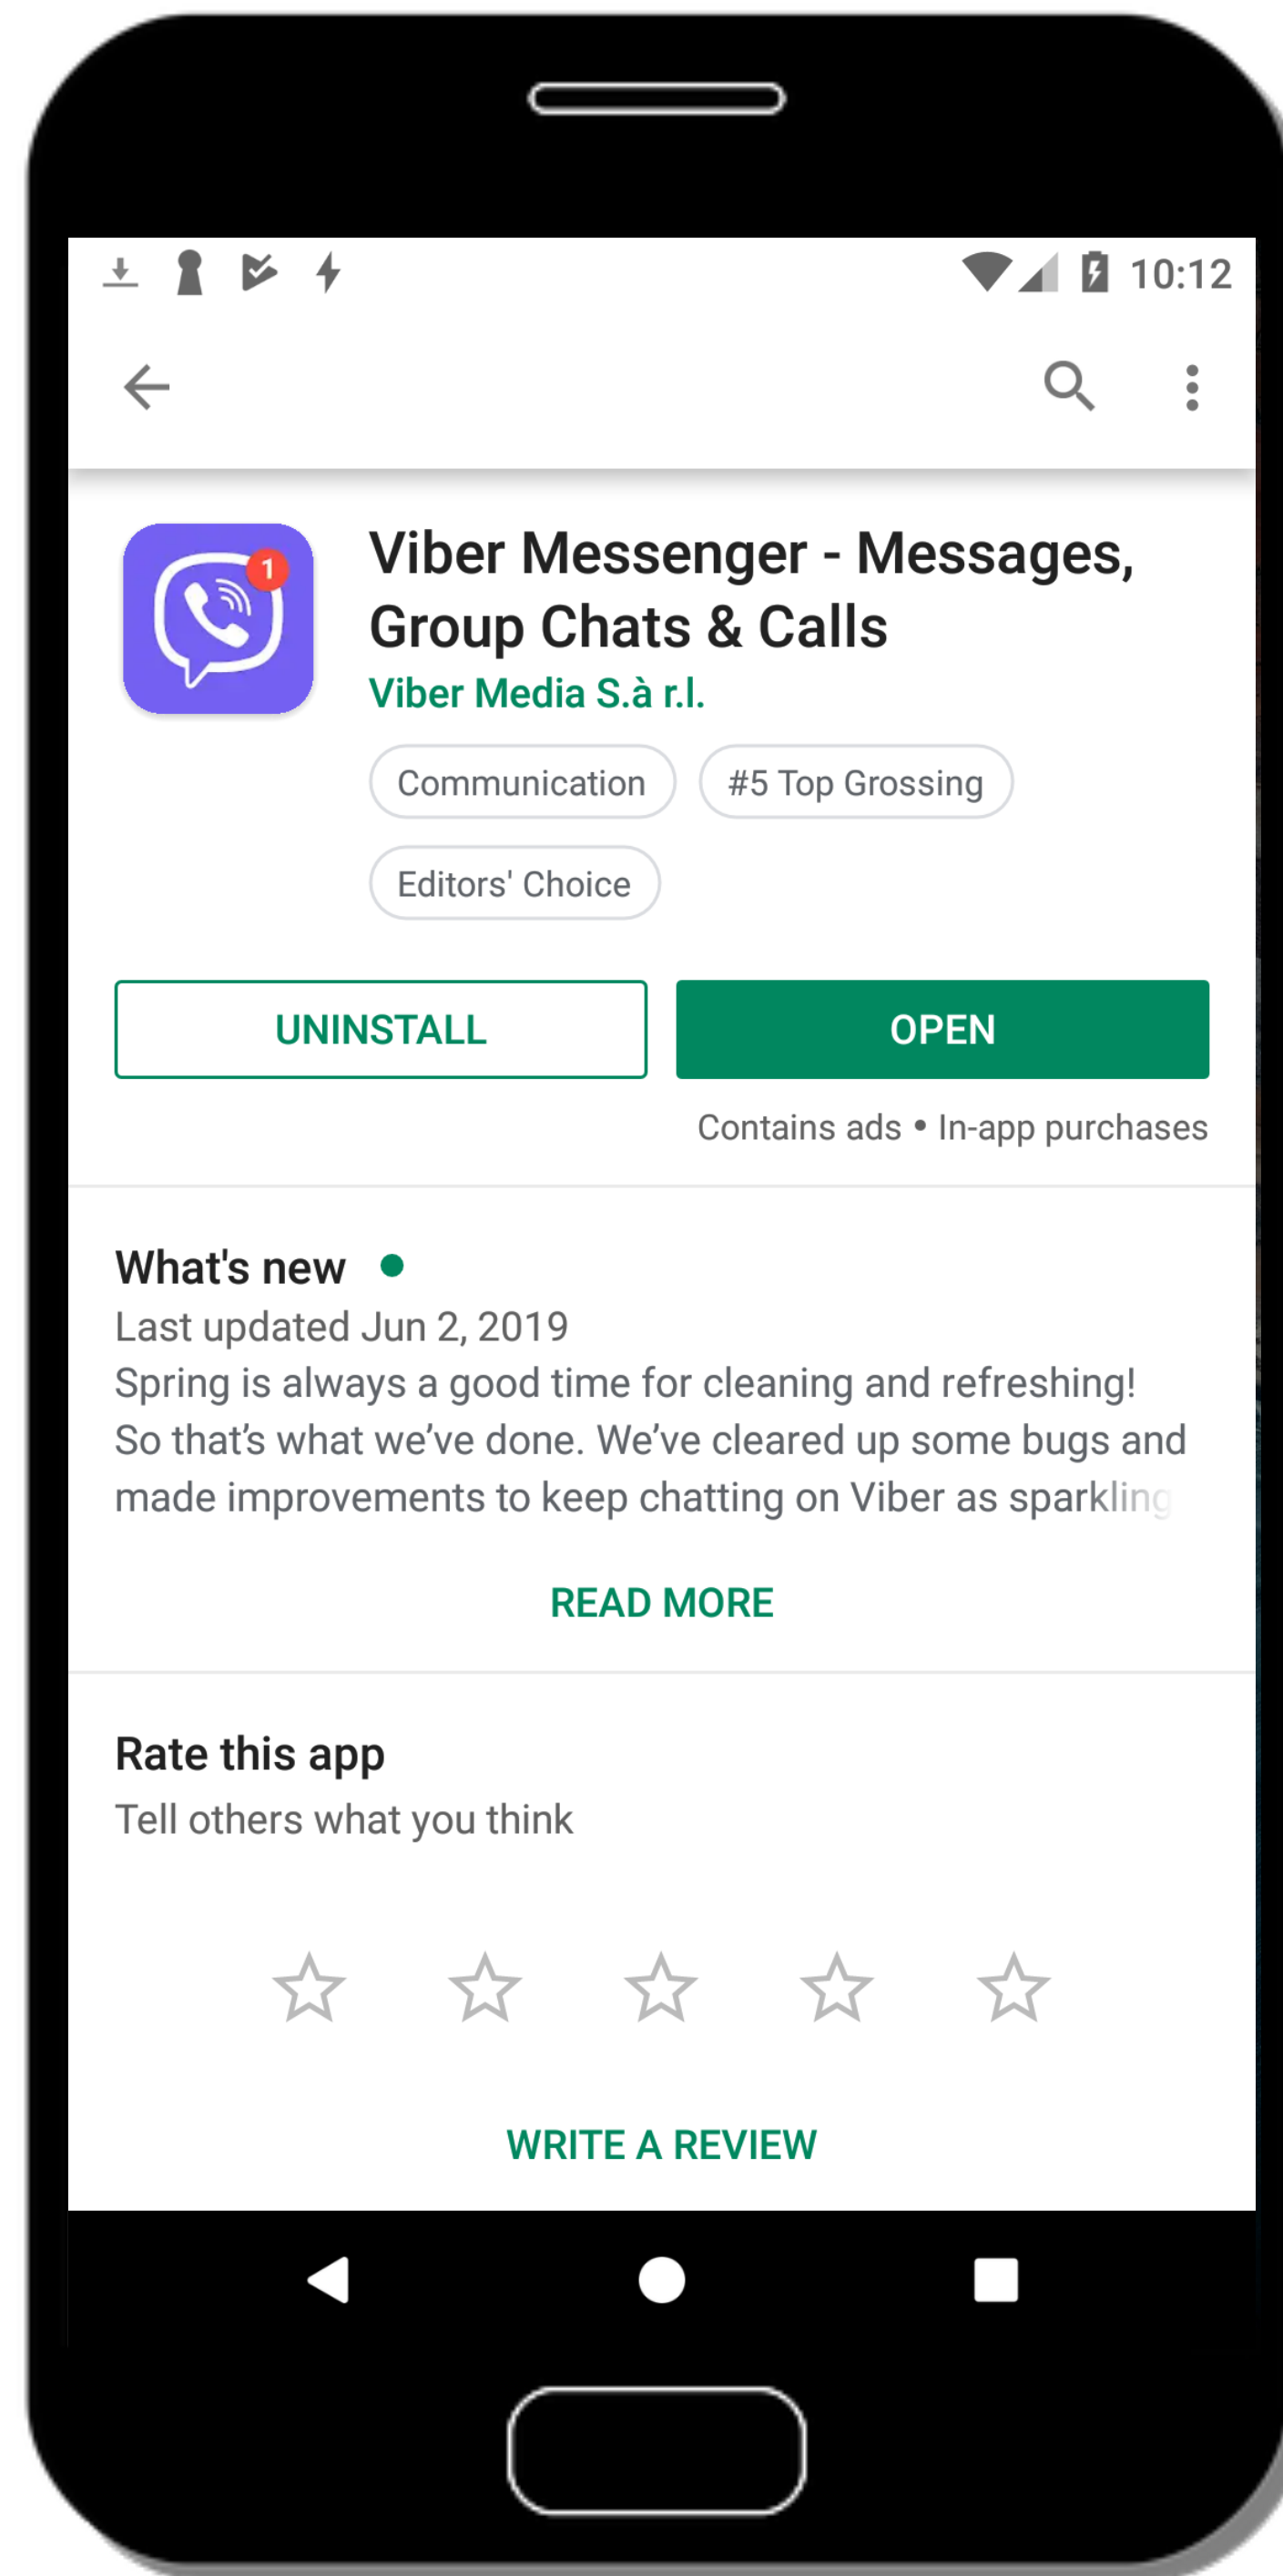 10:12
1
Viber Messenger - Messages,
Group Chats & Calls
Viber Media S.à r.l.
Communication
#5 Top Grossing
Editors' Choice
UNINSTALL
OPEN
Contains ads • In-app purchases
What's new
Last updated Jun 2, 2019
Spring is always a good time for cleaning and refreshing!
So that’s what we’ve done. We’ve cleared up some bugs and
made improvements to keep chatting on Viber as sparkling
READ MORE
Rate this app
Tell others what you think
WRITE A REVIEW